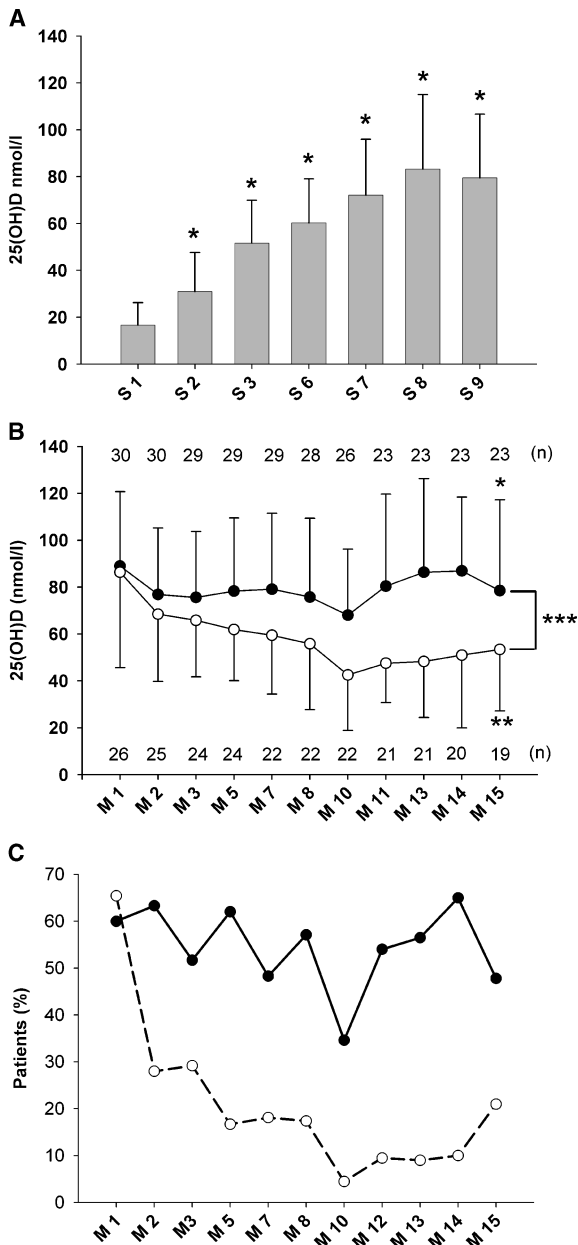 A
140
120
100
80
60
40
20
0
25(OH)D nmol/l
* * * * * *
S 1 S 2 S 3 S 6 S 7 S 8 S 9
B
140
120
100
80
60
40
20
0
25(OH)D (nmol/l)
30 30 29 29 29 28 26 23 23 23 23 (n)
*
***
**
26 25 24 24 22 22 22 21 21 20 19 (n)
M 1 M 2 M 3 M 5 M 7 M 8 M 10 M 11 M 13 M 14 M 15
C
70
60
50
40
30
20
10
0
Patients (%)
M 1 M 2 M3 M 5 M 7 M 8 M 10 M 12 M 13 M 14 M 15